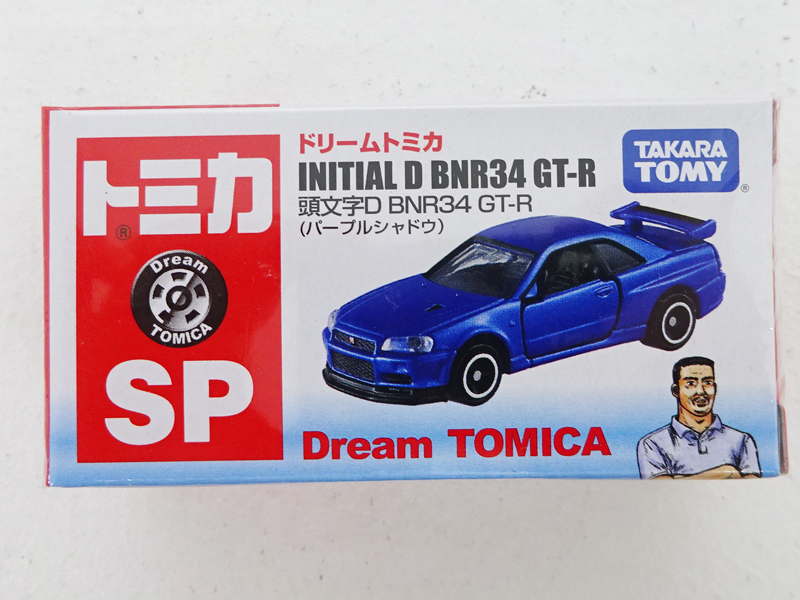 トミカ
®
Dream
TOMICA
SP
ドリームトミカ
INITIAL D BNR34 GT-R
頭文字D BNR34 GT-R
(パープルシャドウ)
TAKARA
TOMY
®
Dream TOMICA